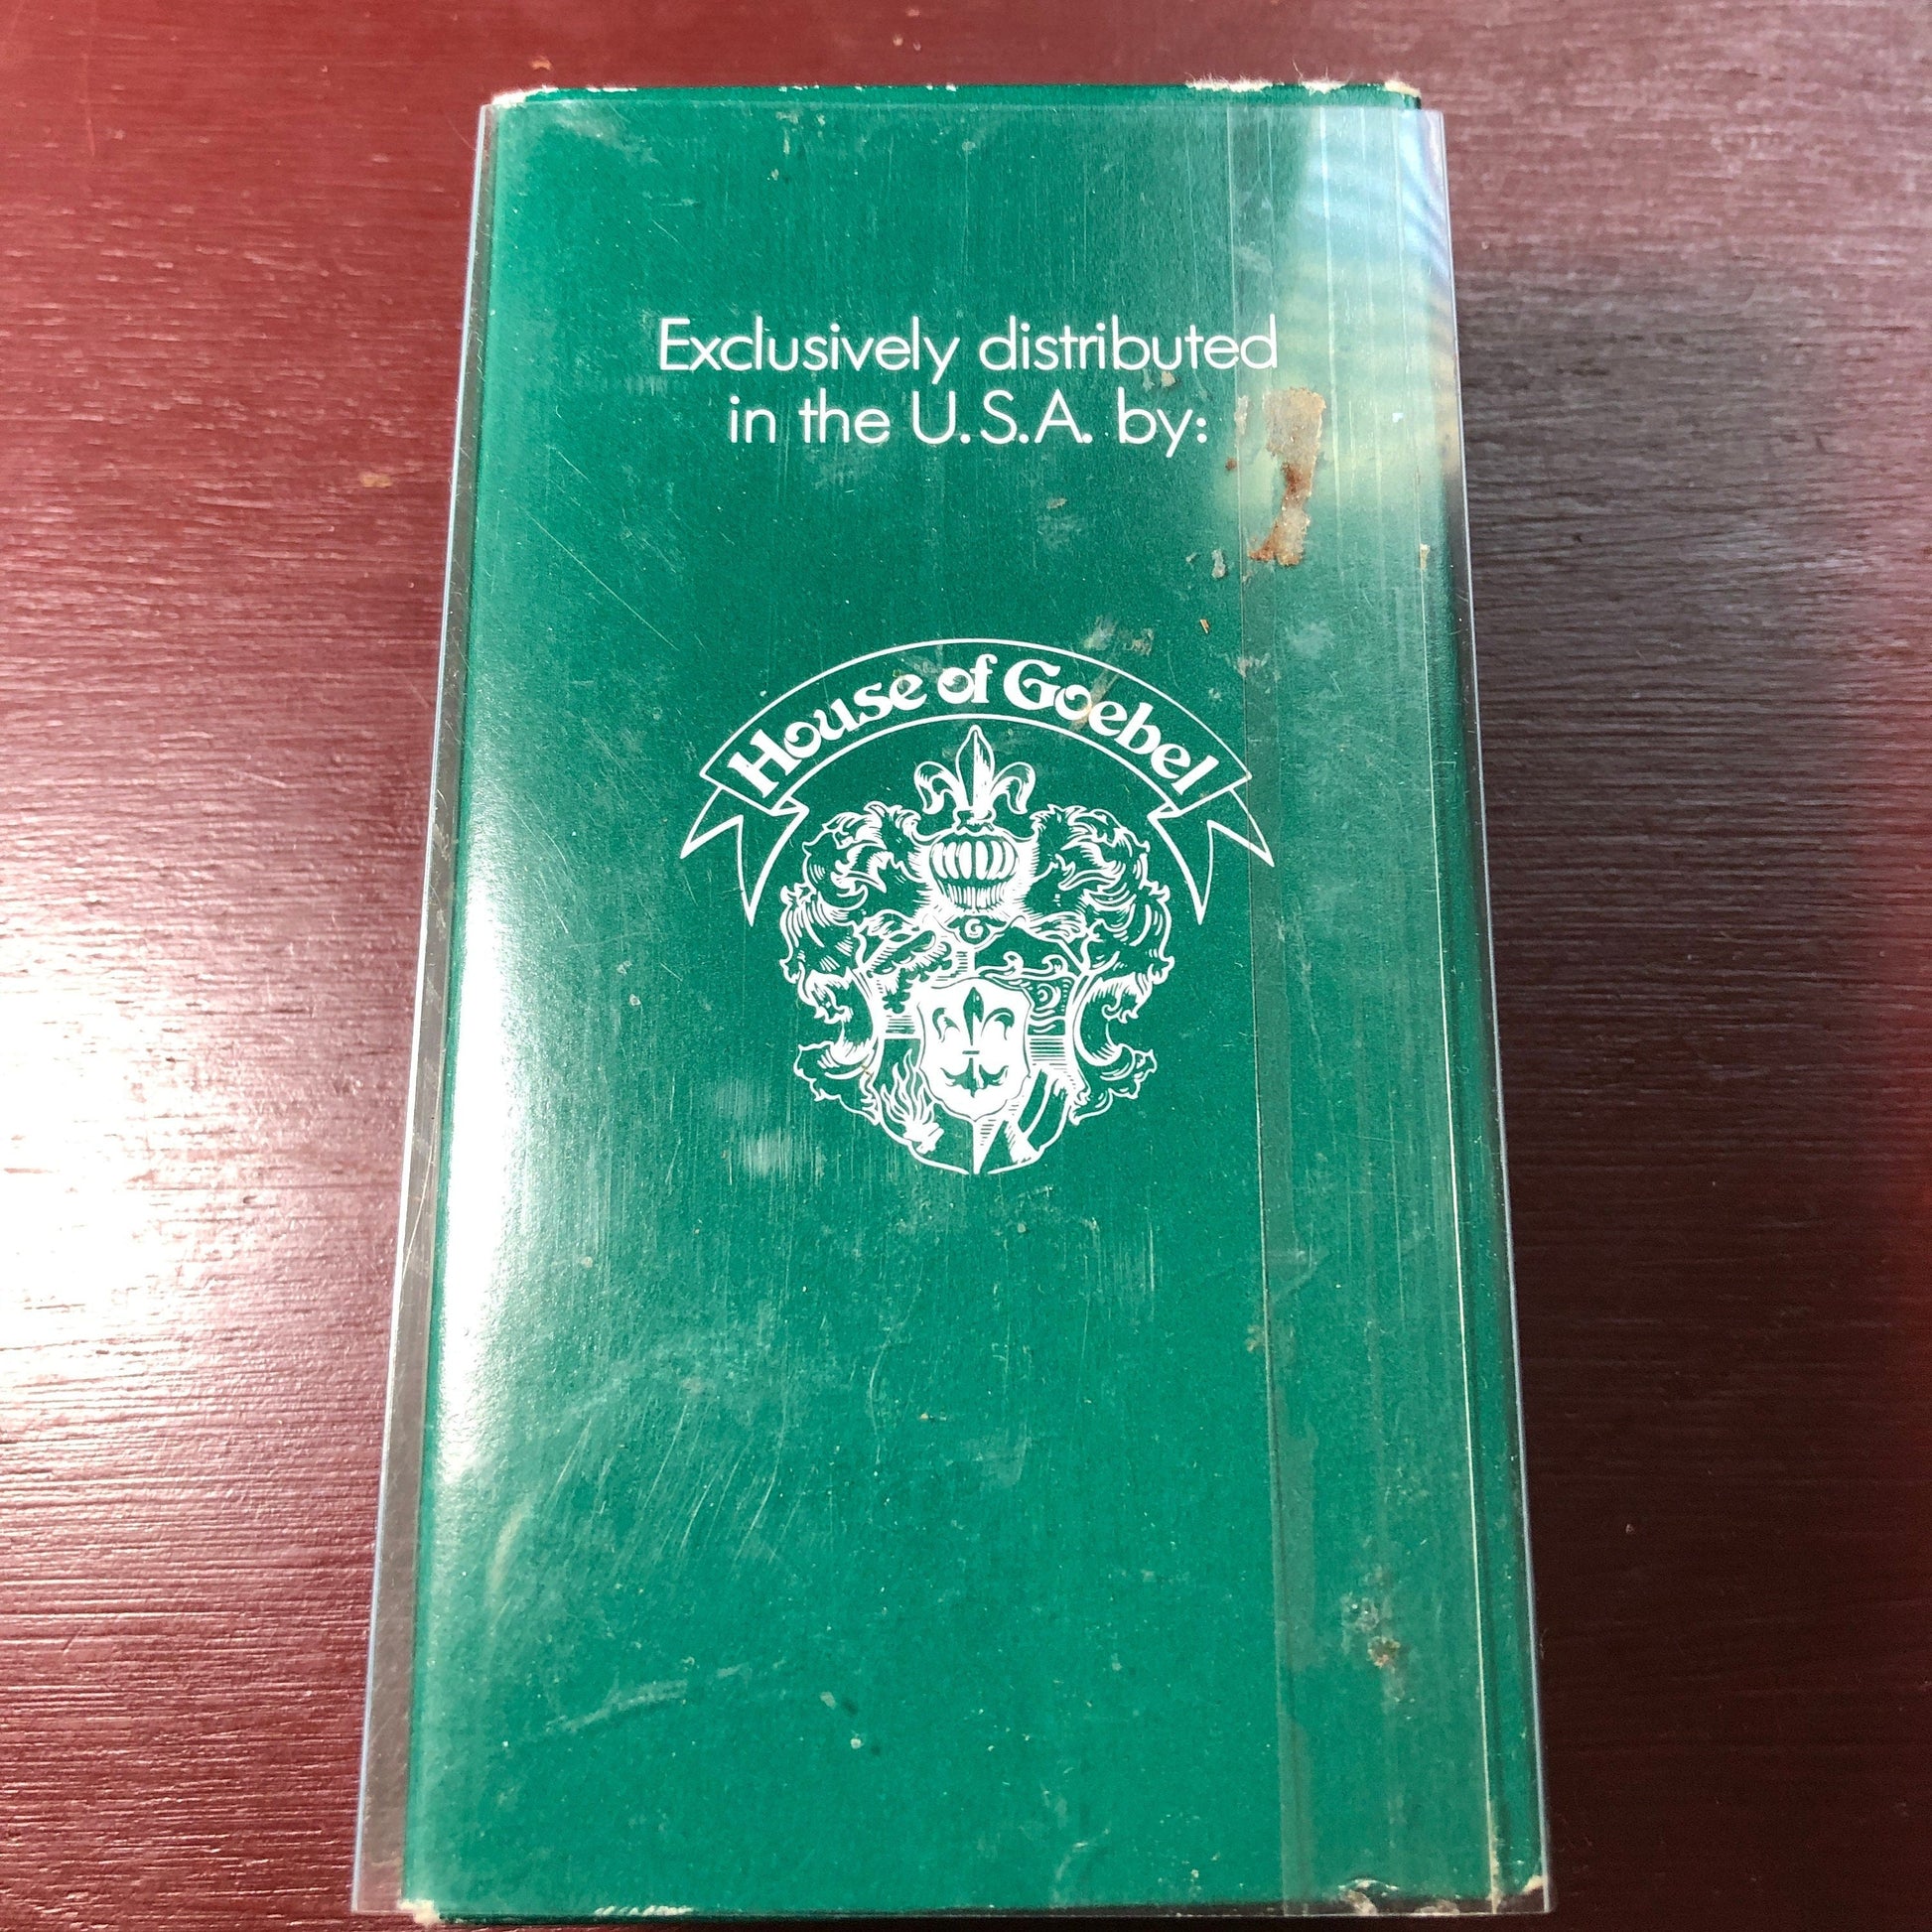 Exclusively distributed
in the U.S.A. by:
House of Goebel
G